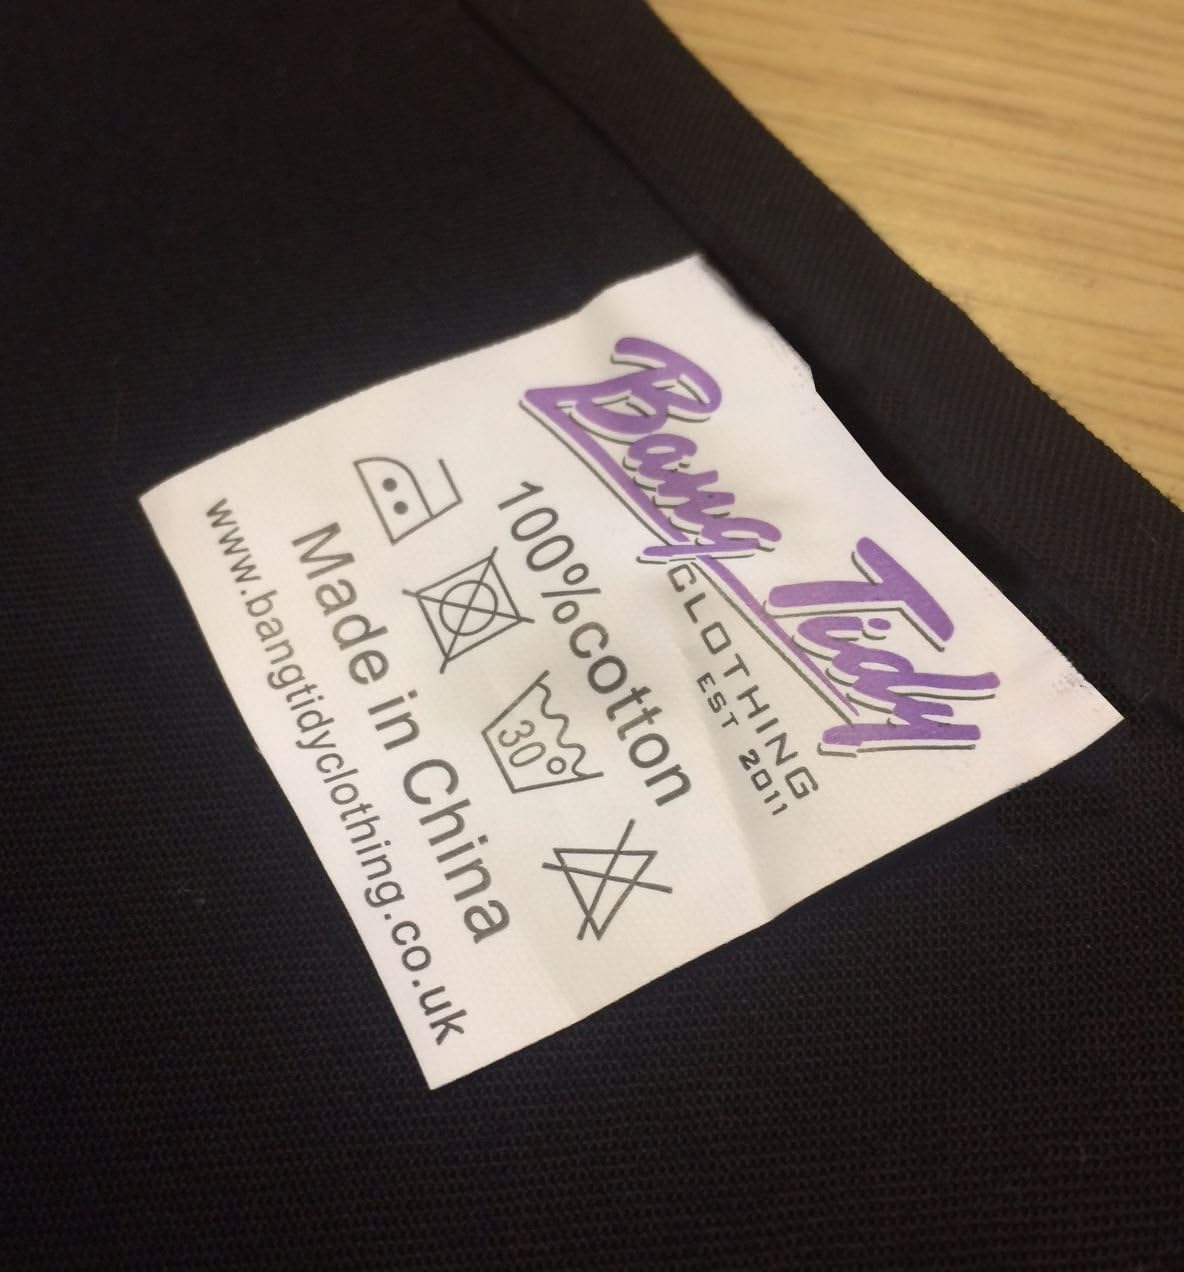 Bang Tidy
CLOTHING
EST 2011
100%cotton
30°
Made in China
www.bangtidyclothing.co.uk